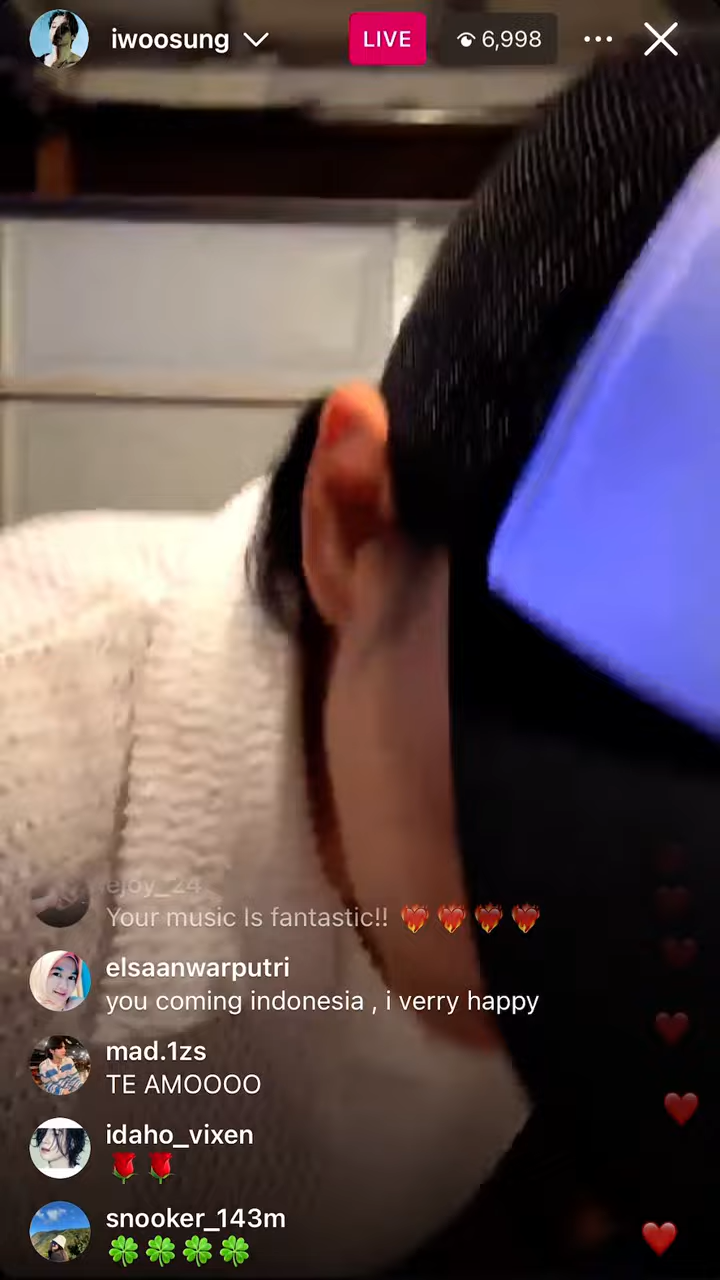 iwoosung
LIVE
6,998
ejoy_24
Your music Is fantastic!! ❤️‍🔥 ❤️‍🔥 ❤️‍🔥 ❤️‍🔥
elsaanwarputri
you coming indonesia , i verry happy
mad.1zs
TE AMOOOO
idaho_vixen
🌹 🌹
snooker_143m
🍀 🍀 🍀 🍀